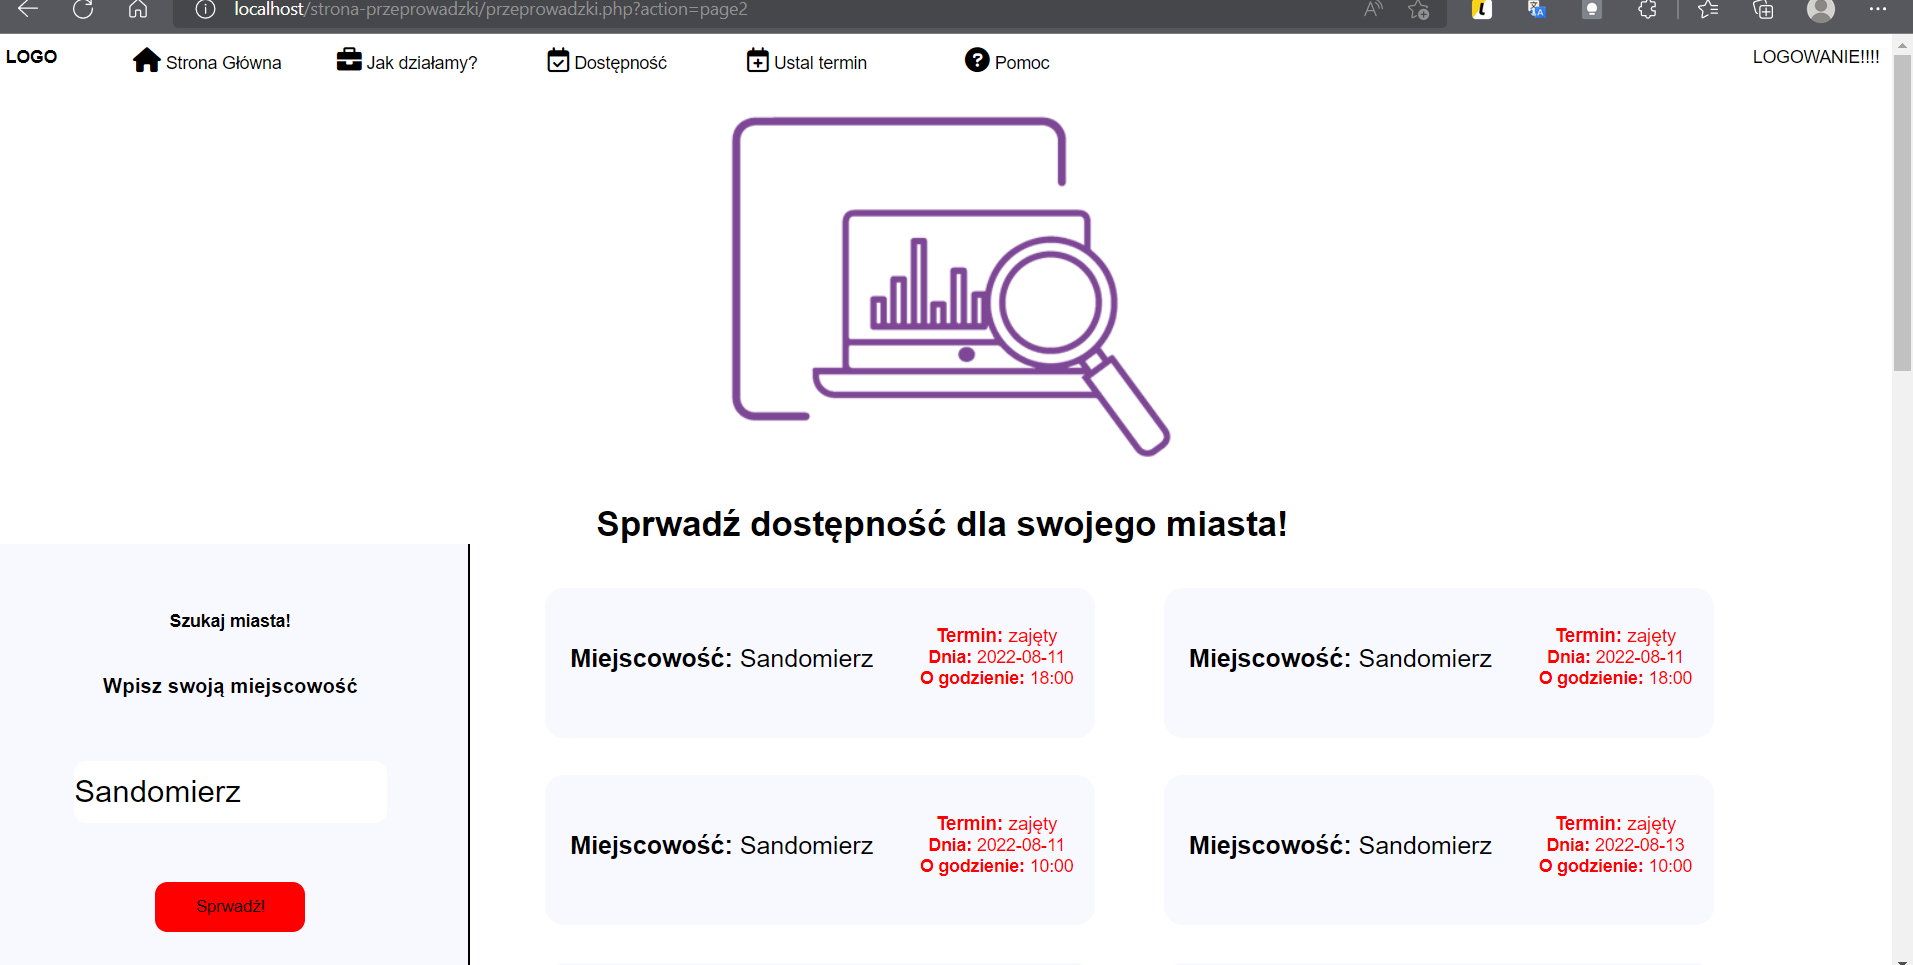 localhost/strona-przeprowadzki/przeprowadzki.php?action=page2
LOGO
Strona Główna
Jak działamy?
Dostępność
Ustal termin
Pomoc
LOGOWANIE!!!!
Sprwadź dostępność dla swojego miasta!
Szukaj miasta!
Wpisz swoją miejscowość
Sandomierz
Sprwadź!
Miejscowość: Sandomierz
Termin: zajęty
Dnia: 2022-08-11
O godzienie: 18:00
Miejscowość: Sandomierz
Termin: zajęty
Dnia: 2022-08-11
O godzienie: 18:00
Miejscowość: Sandomierz
Termin: zajęty
Dnia: 2022-08-11
O godzienie: 10:00
Miejscowość: Sandomierz
Termin: zajęty
Dnia: 2022-08-13
O godzienie: 10:00